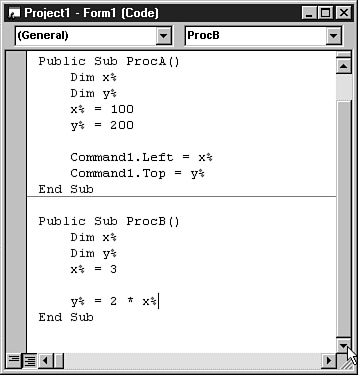 Project1 - Form1 (Code)
(General) ProcB
Public Sub ProcA()
    Dim x%
    Dim y%
    x% = 100
    y% = 200

    Command1.Left = x%
    Command1.Top = y%
End Sub

Public Sub ProcB()
    Dim x%
    Dim y%
    x% = 3

    y% = 2 * x%
End Sub